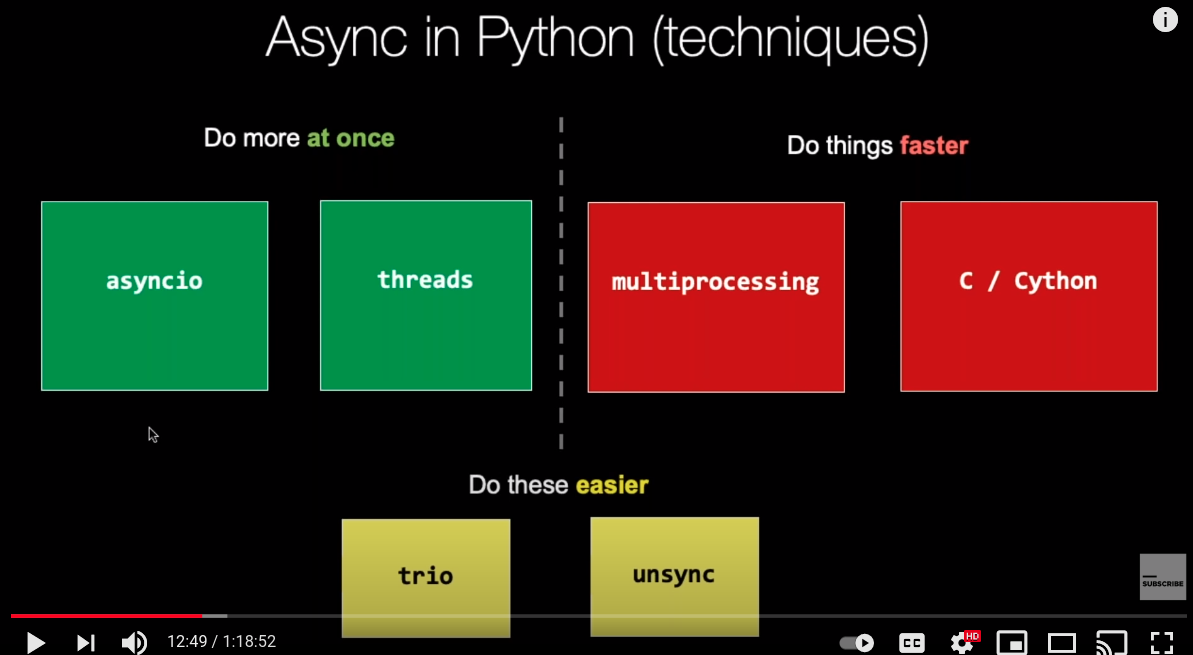 Async in Python (techniques)
Do more at once
Do things faster
asyncio
threads
multiprocessing
C / Cython
Do these easier
trio
unsync
SUBSCRIBE
12:49 / 1:18:52
CC
HD